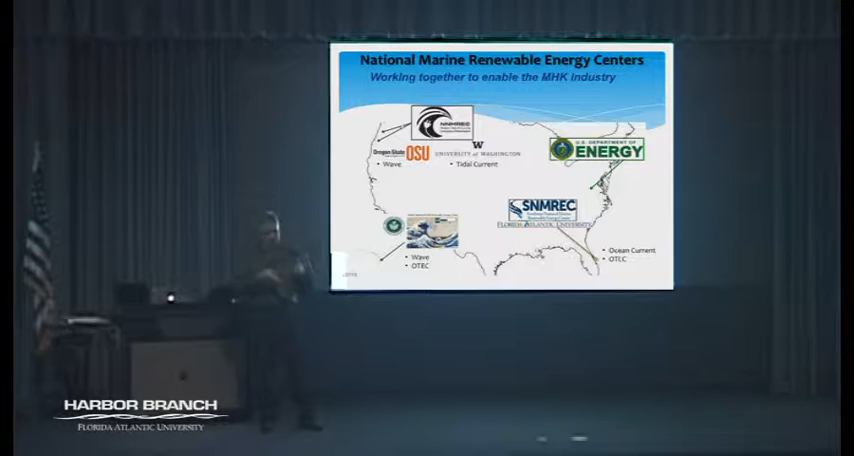 National Marine Renewable Energy Centers
Working together to enable the MHK industry
NNMREC
Oregon State
OSU
W
UNIVERSITY of WASHINGTON
• Wave
• Tidal Current
U.S. DEPARTMENT OF
ENERGY
SNMREC
FLORIDA ATLANTIC UNIVERSITY
• Wave
• OTEC
• Ocean Current
HARBOR BRANCH
FLORIDA ATLANTIC UNIVERSITY